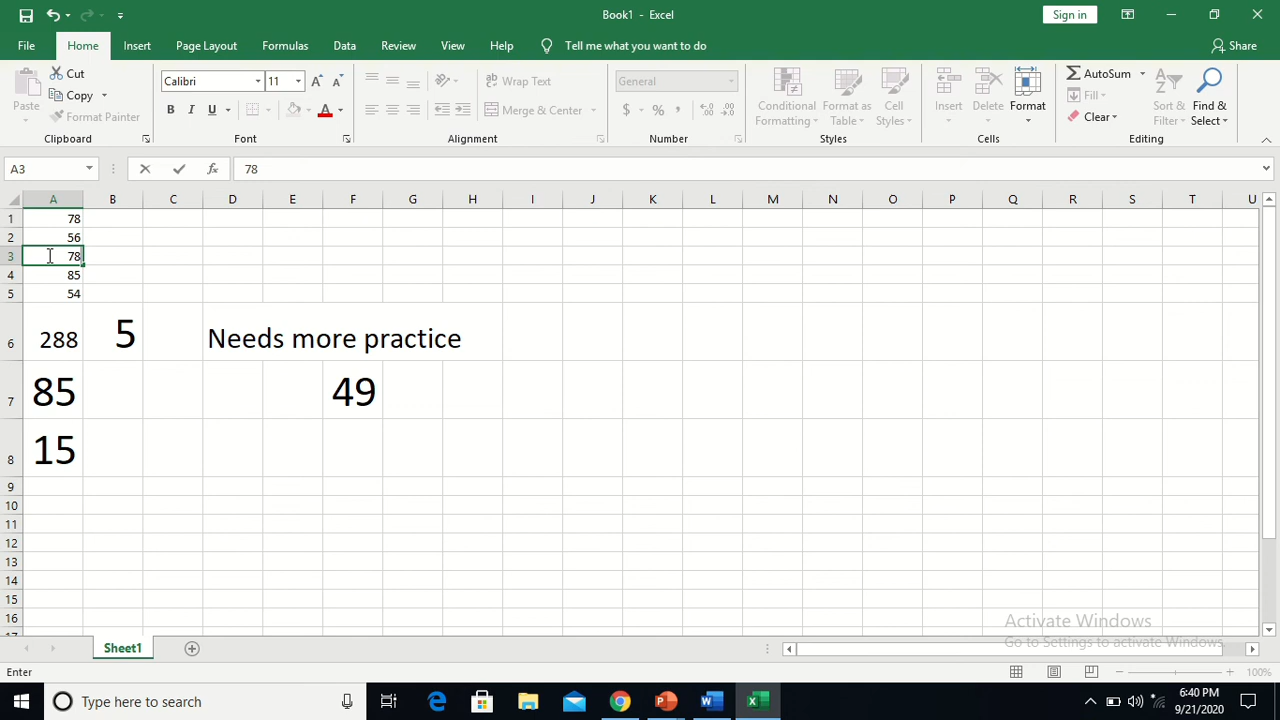 Book1 - Excel
Sign in
File Home Insert Page Layout Formulas Data Review View Help Tell me what you want to do Share
Paste
Cut
Copy
Format Painter
Clipboard
Calibri 11
B I U
A
Font
Wrap Text
Merge & Center
Alignment
General
$ % ,
Number
Conditional Formatting
Format as Table
Cell Styles
Styles
Insert
Delete
Format
Cells
AutoSum
Fill
Clear
Sort & Filter
Find & Select
Editing
A3 fx 78
A B C D E F G H I J K L M N O P Q R S T U
1 78
2 56
3 78
4 85
5 54
6 288 5 Needs more practice
7 85 49
8 15
9
10
11
12
13
14
15
16
17
Activate Windows
Go to Settings to activate Windows.
Sheet1
Enter
100%
Type here to search
6:40 PM
9/21/2020